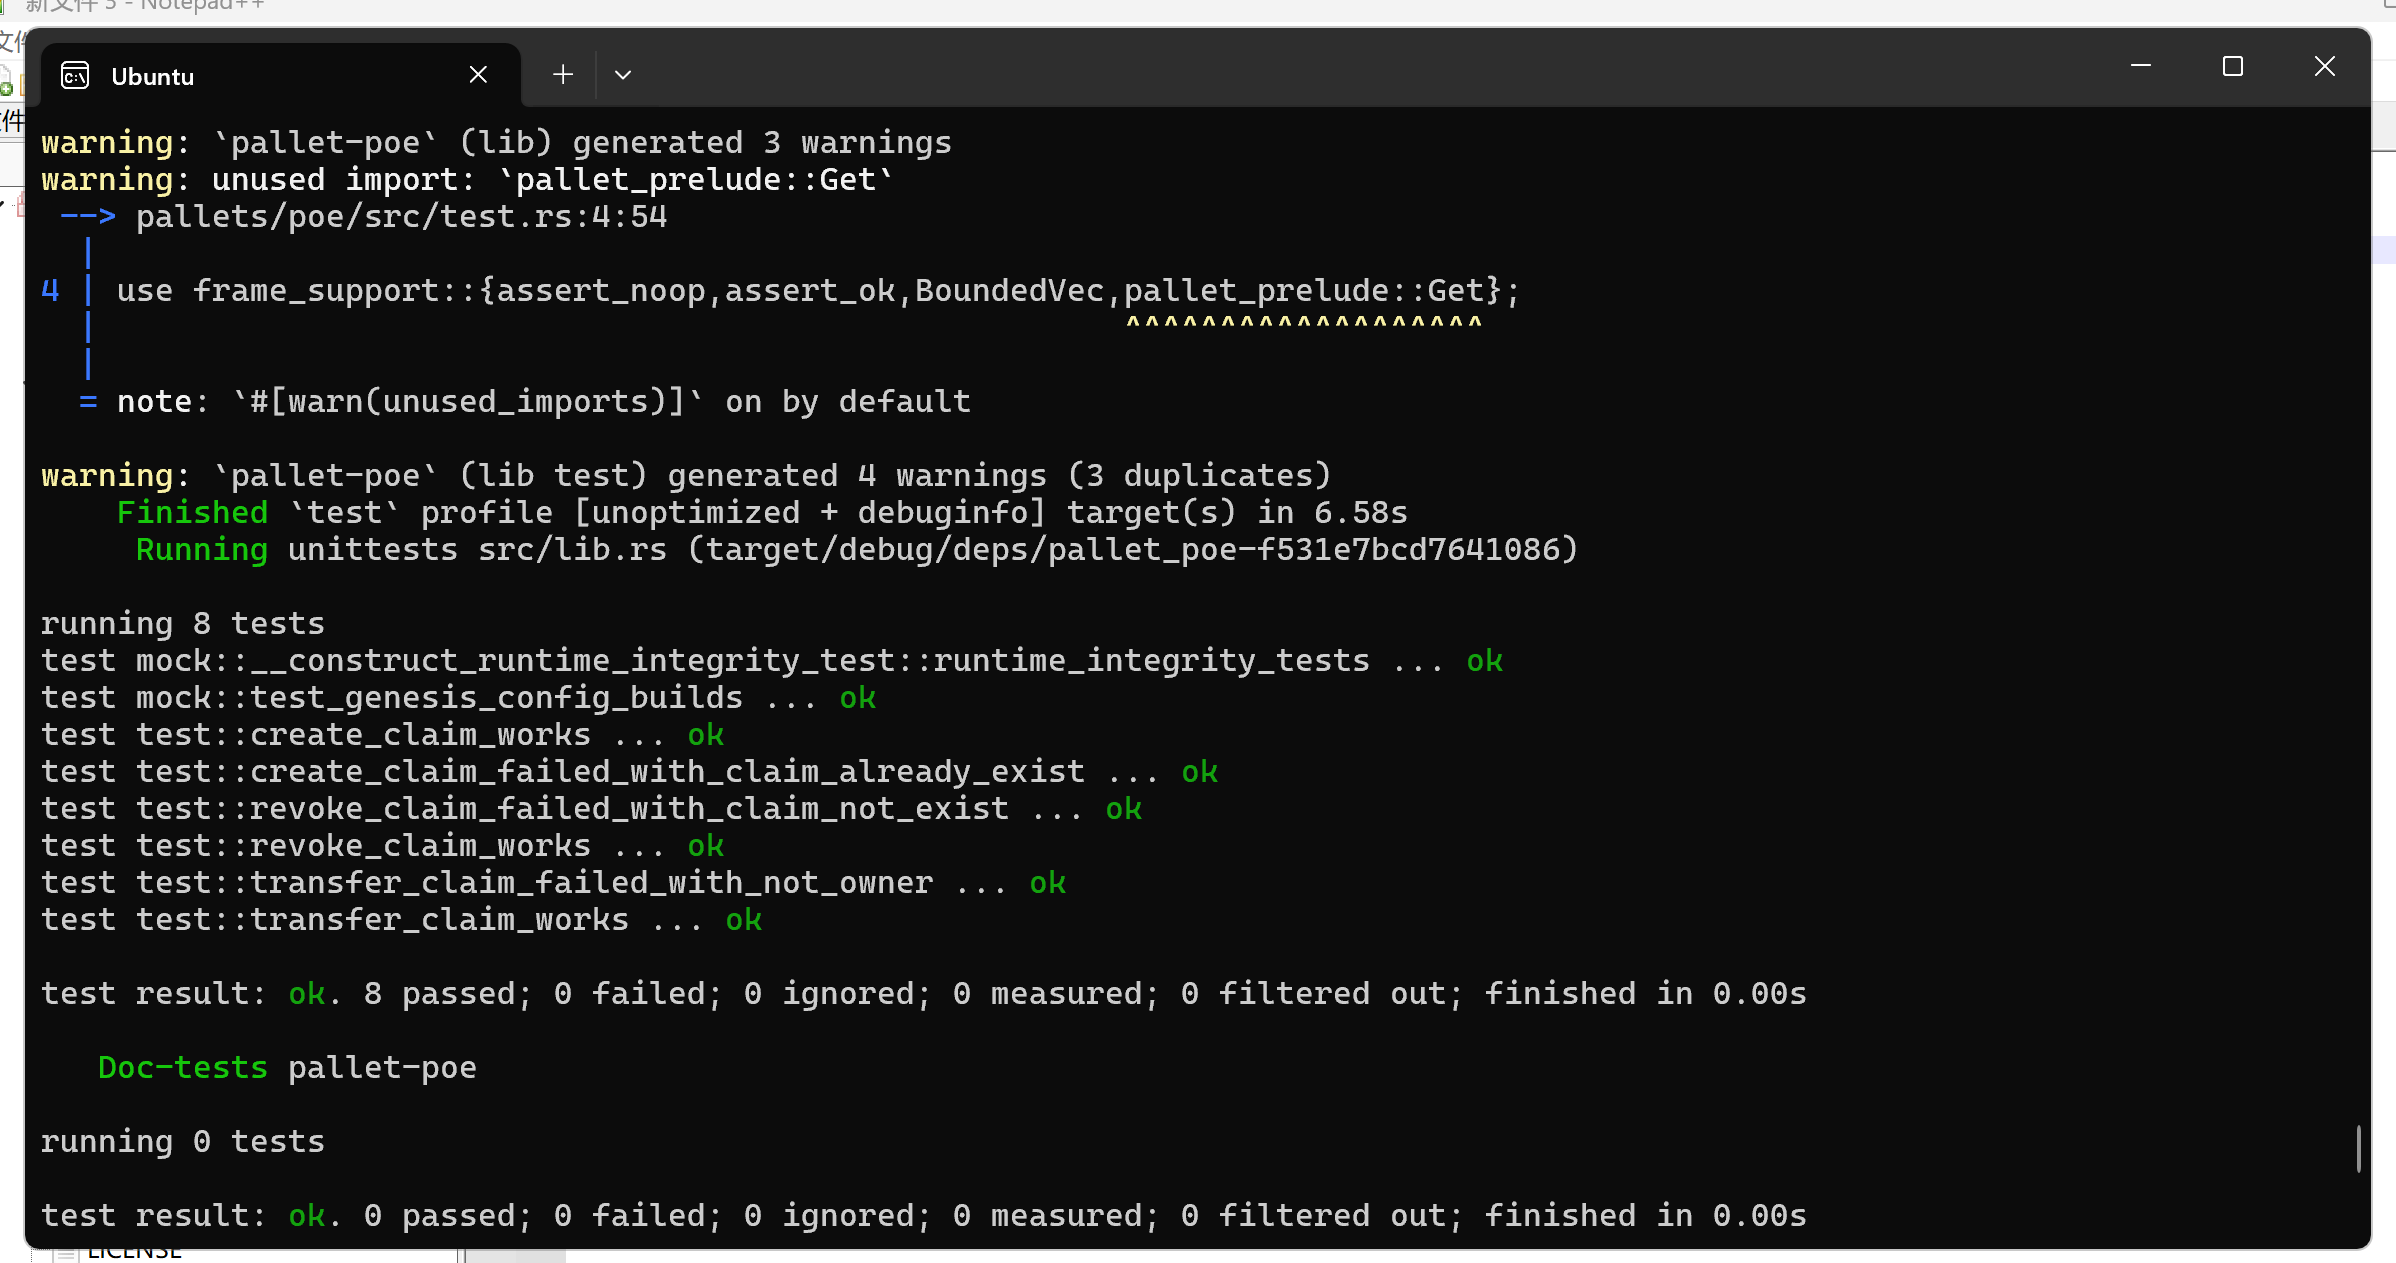 新文件 3 - Notepad++
Ubuntu
warning: `pallet-poe` (lib) generated 3 warnings
warning: unused import: `pallet_prelude::Get`
 --> pallets/poe/src/test.rs:4:54
  |
4 | use frame_support::{assert_noop,assert_ok,BoundedVec,pallet_prelude::Get};
  |                                                      ^^^^^^^^^^^^^^^^^^^
  |
  = note: `#[warn(unused_imports)]` on by default
warning: `pallet-poe` (lib test) generated 4 warnings (3 duplicates)
    Finished `test` profile [unoptimized + debuginfo] target(s) in 6.58s
     Running unittests src/lib.rs (target/debug/deps/pallet_poe-f531e7bcd7641086)
running 8 tests
test mock::__construct_runtime_integrity_test::runtime_integrity_tests ... ok
test mock::test_genesis_config_builds ... ok
test test::create_claim_works ... ok
test test::create_claim_failed_with_claim_already_exist ... ok
test test::revoke_claim_failed_with_claim_not_exist ... ok
test test::revoke_claim_works ... ok
test test::transfer_claim_failed_with_not_owner ... ok
test test::transfer_claim_works ... ok
test result: ok. 8 passed; 0 failed; 0 ignored; 0 measured; 0 filtered out; finished in 0.00s
   Doc-tests pallet-poe
running 0 tests
test result: ok. 0 passed; 0 failed; 0 ignored; 0 measured; 0 filtered out; finished in 0.00s
LICENSE